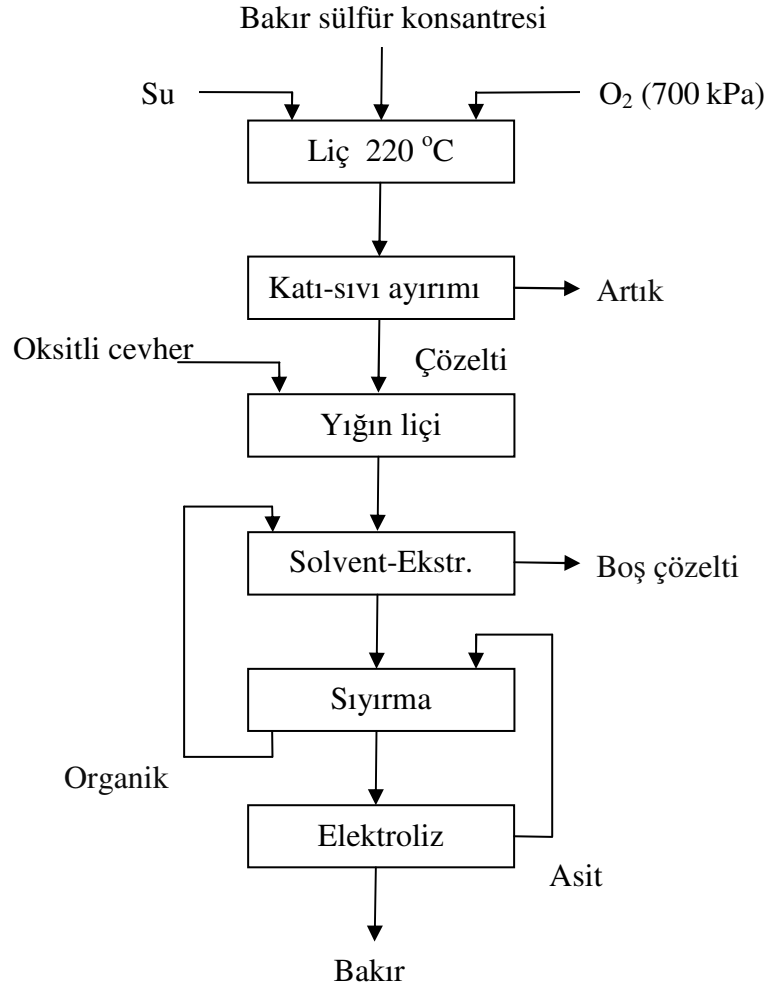 Bakır sülfür konsantresi
Su
O₂ (700 kPa)
Liç 220 °C
Katı-sıvı ayırımı
Artık
Oksitli cevher
Çözelti
Yığın liçi
Solvent-Ekstr.
Boş çözelti
Sıyırma
Organik
Elektroliz
Asit
Bakır